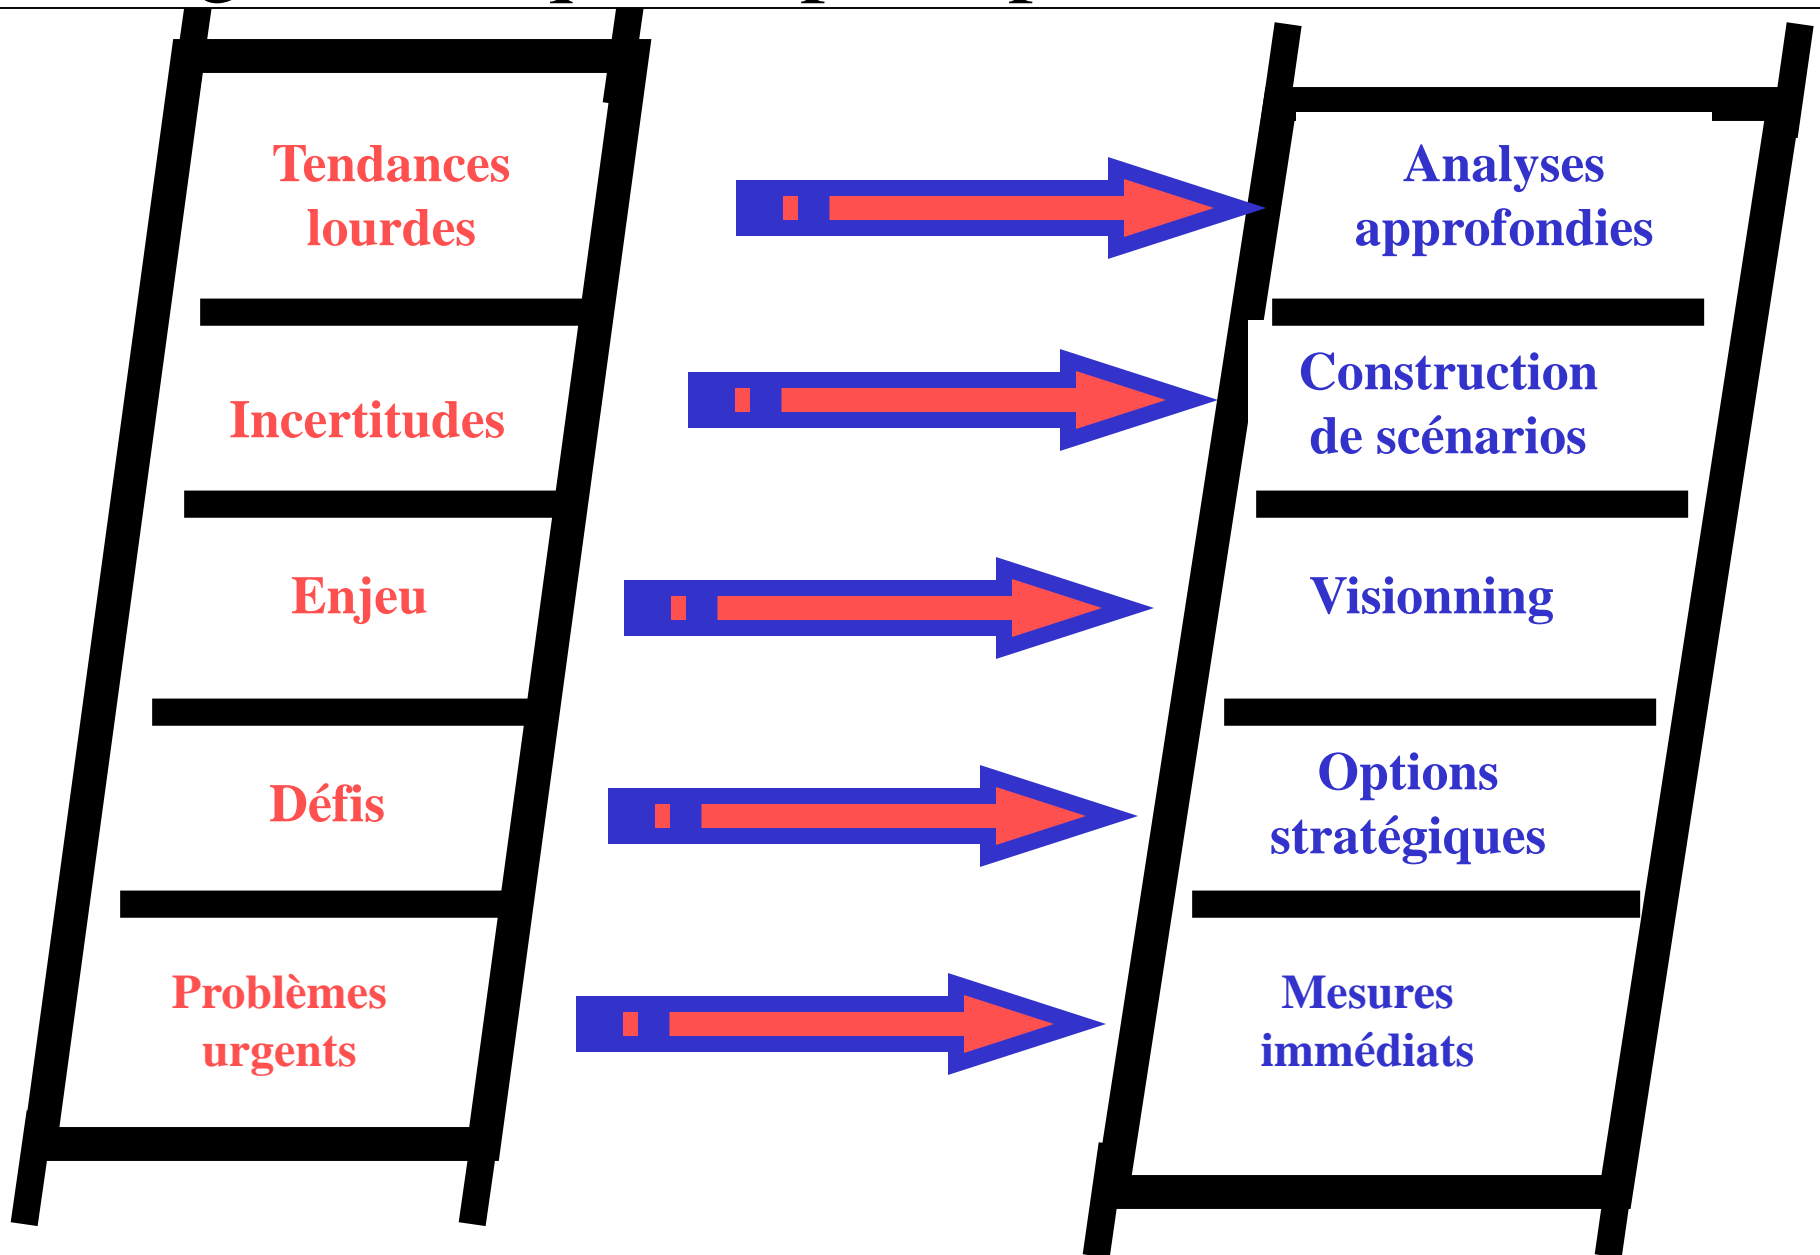 Tendances
lourdes
Analyses
approfondies
Incertitudes
Construction
de scénarios
Enjeu
Visionning
Défis
Options
stratégiques
Problèmes
urgents
Mesures
immédiats